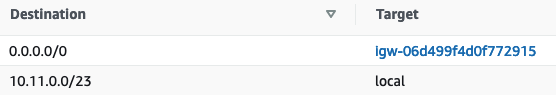 Destination Target
0.0.0.0/0 igw-06d499f4d0f772915
10.11.0.0/23 local